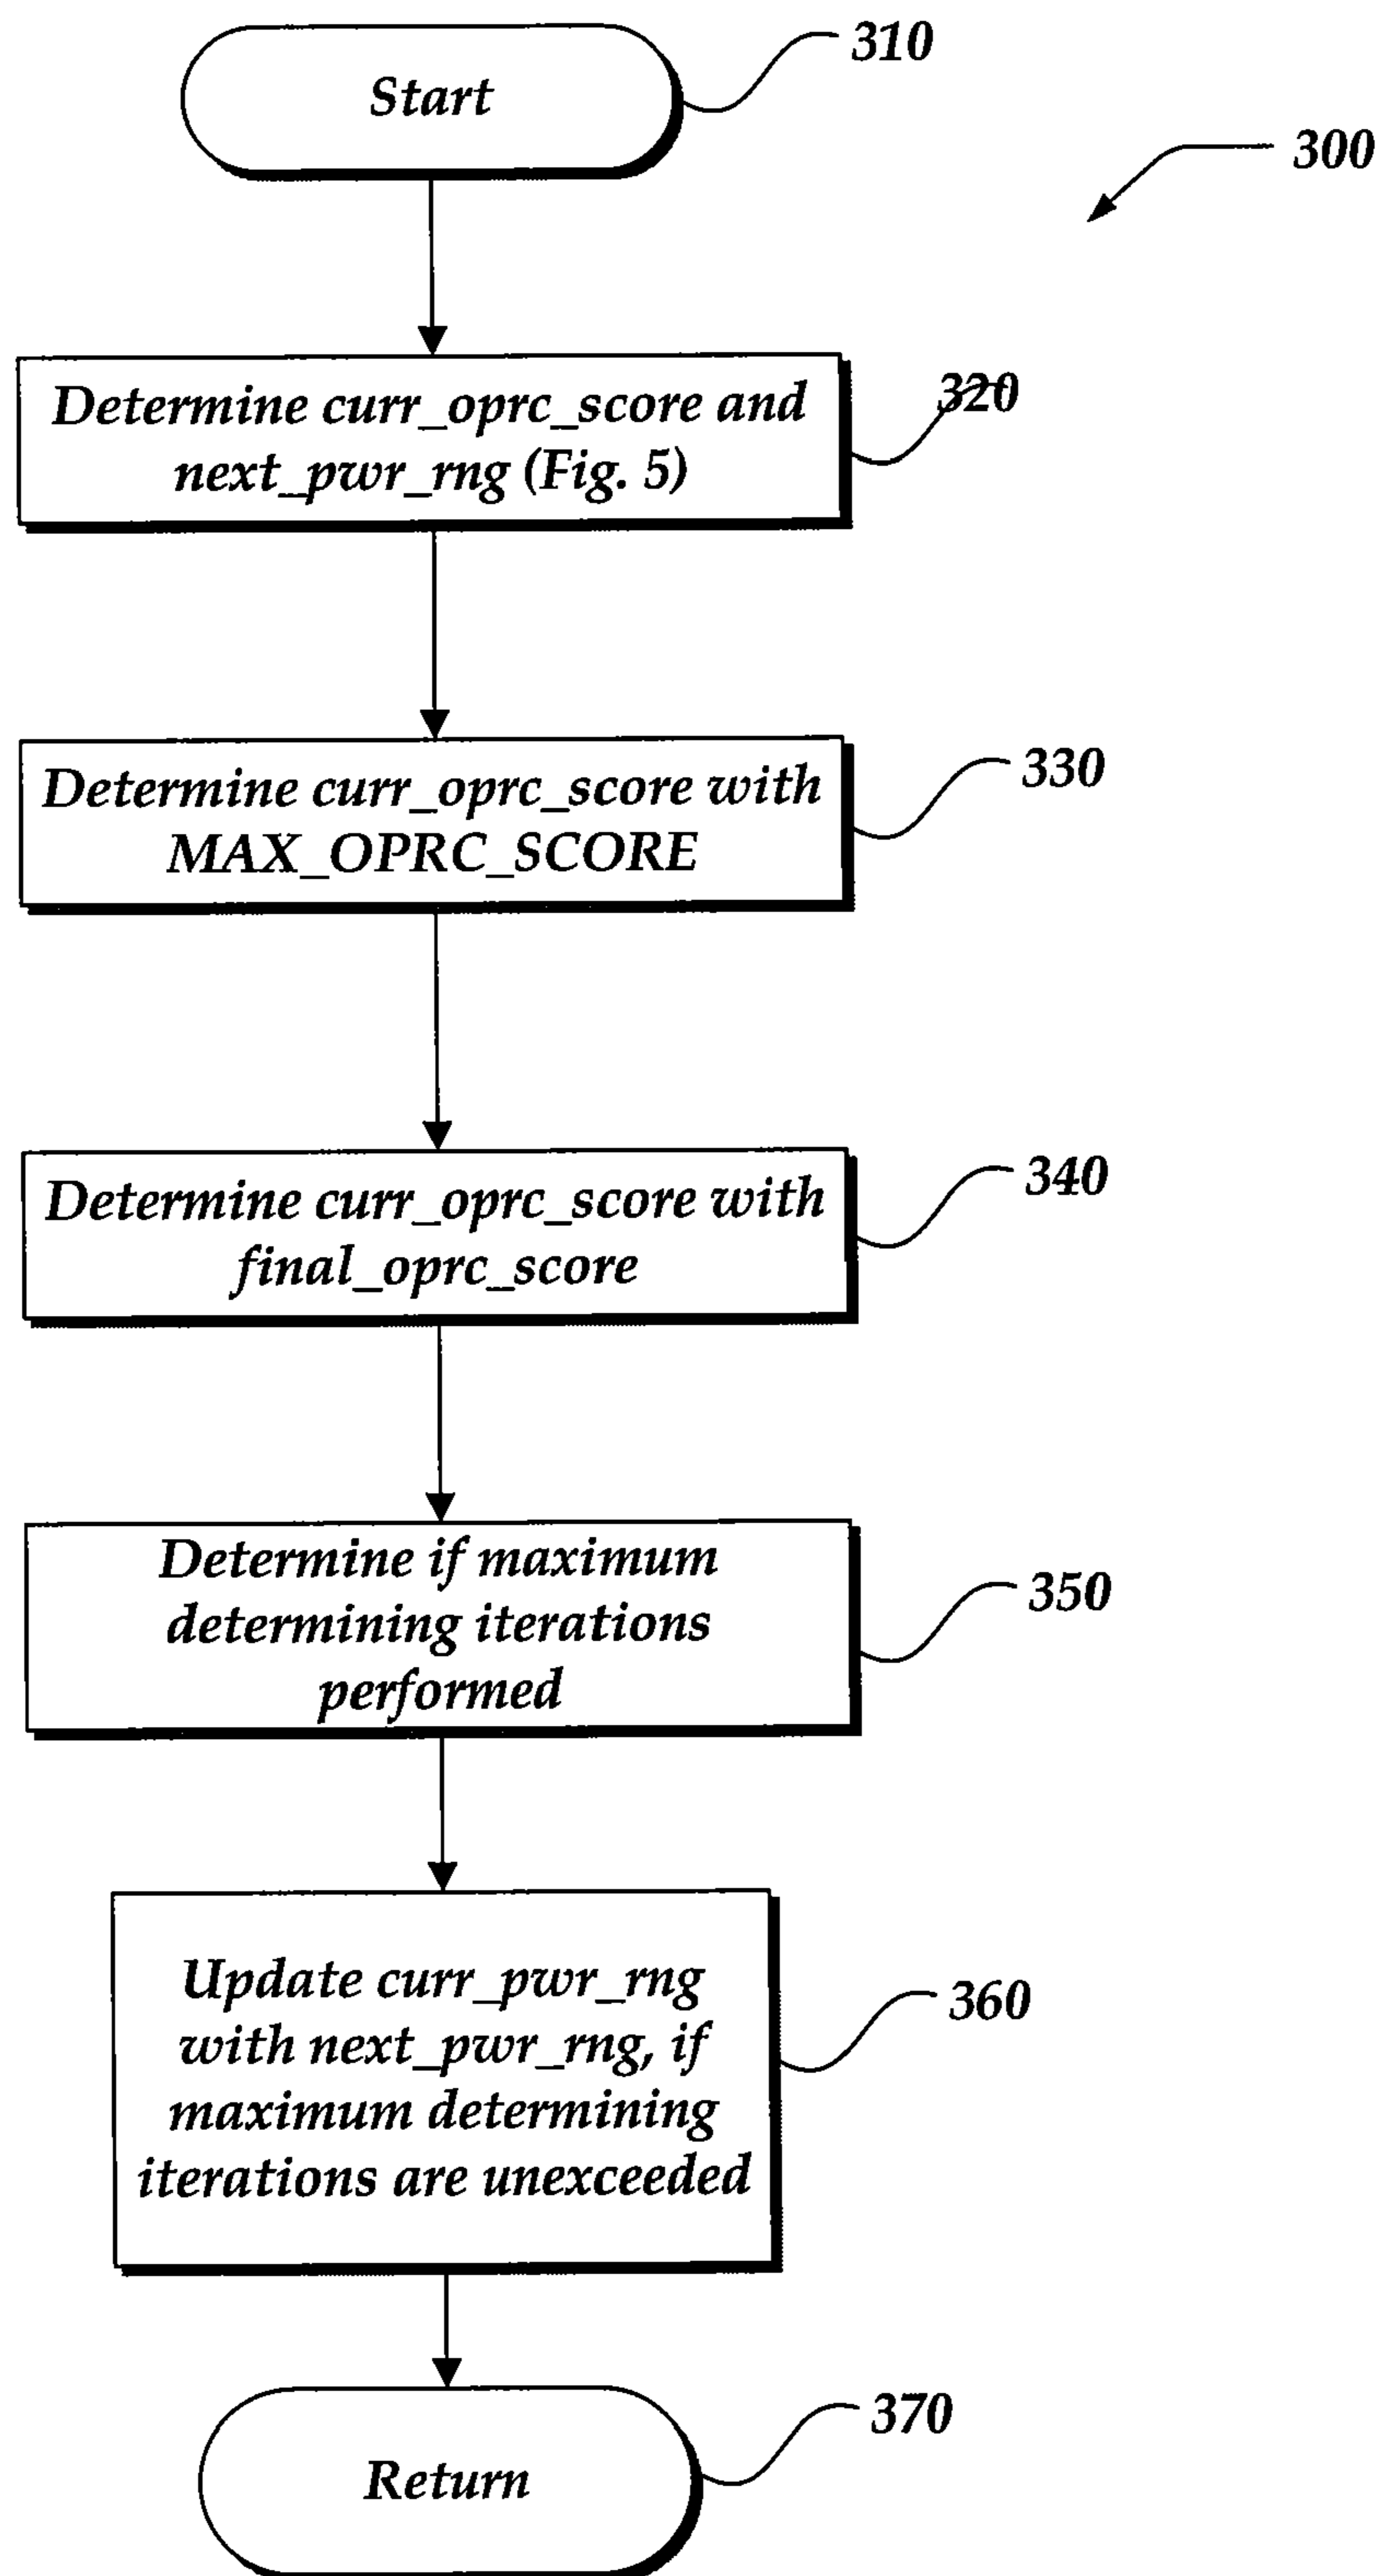 Start
310
300
Determine curr_oprc_score and
next_pwr_rng (Fig. 5)
320
Determine curr_oprc_score with
MAX_OPRC_SCORE
330
Determine curr_oprc_score with
final_oprc_score
340
Determine if maximum
determining iterations
performed
350
Update curr_pwr_rng
with next_pwr_rng, if
maximum determining
iterations are unexceeded
360
Return
370